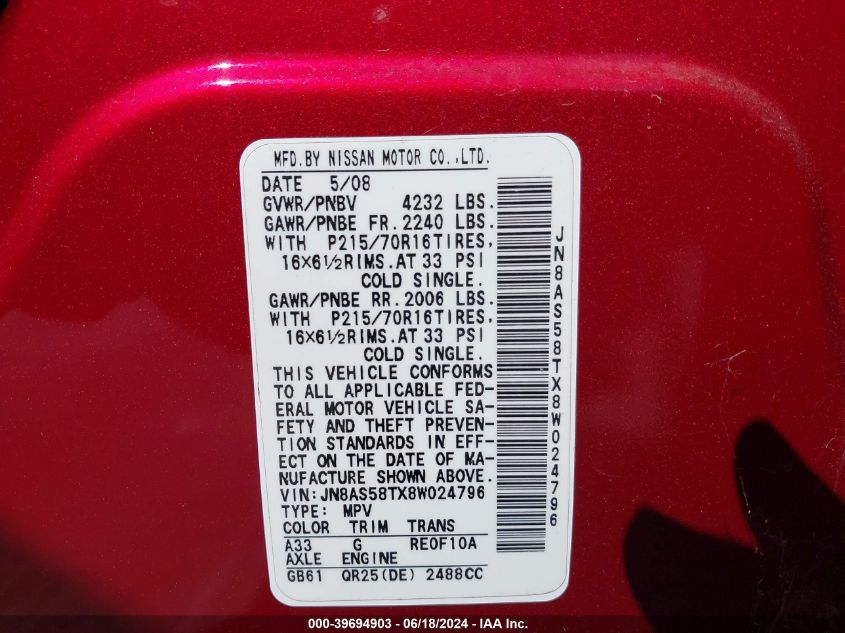 MFD.BY NISSAN MOTOR CO.,LTD.
DATE 5/08
GVWR/PNBV 4232 LBS.
GAWR/PNBE FR.2240 LBS.
WITH P215/70R16TIRES,
16X6½RIMS.AT 33 PSI
COLD SINGLE.
GAWR/PNBE RR.2006 LBS.
WITH P215/70R16TIRES,
16X6½RIMS.AT 33 PSI
COLD SINGLE.
THIS VEHICLE CONFORMS
TO ALL APPLICABLE FED-
ERAL MOTOR VEHICLE SA-
FETY AND THEFT PREVEN-
TION STANDARDS IN EFF-
ECT ON THE DATE OF MA-
NUFACTURE SHOWN ABOVE.
VIN:JN8AS58TX8W024796
TYPE: MPV
COLOR TRIM TRANS
A33 G RE0F10A
AXLE ENGINE
GB61 QR25(DE) 2488CC
JN8AS58TX8W024796
000-39694903 - 06/18/2024 - IAA Inc.